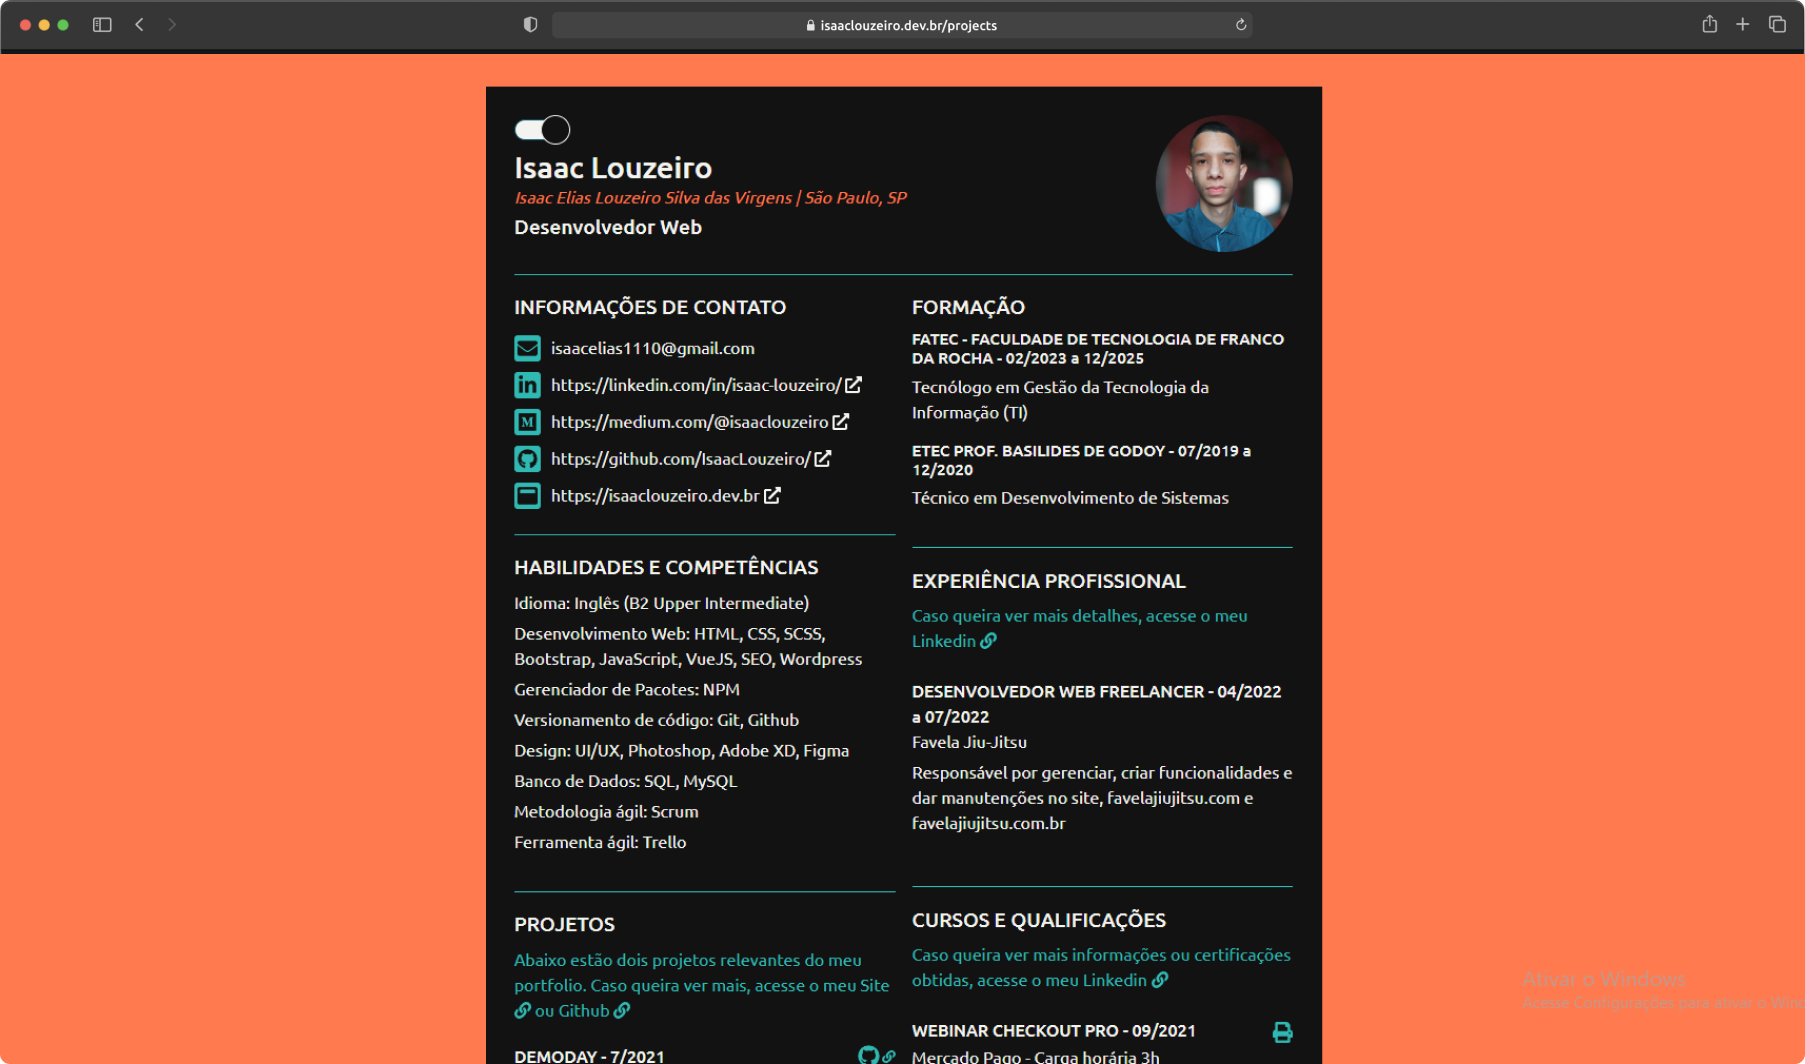 isaaclouzeiro.dev.br/projects
Isaac Louzeiro
Isaac Elias Louzeiro Silva das Virgens | São Paulo, SP
Desenvolvedor Web
INFORMAÇÕES DE CONTATO
isaacelias1110@gmail.com
https://linkedin.com/in/isaac-louzeiro/
https://medium.com/@isaaclouzeiro
https://github.com/IsaacLouzeiro/
https://isaaclouzeiro.dev.br
HABILIDADES E COMPETÊNCIAS
Idioma: Inglês (B2 Upper Intermediate)
Desenvolvimento Web: HTML, CSS, SCSS,
Bootstrap, JavaScript, VueJS, SEO, Wordpress
Gerenciador de Pacotes: NPM
Versionamento de código: Git, Github
Design: UI/UX, Photoshop, Adobe XD, Figma
Banco de Dados: SQL, MySQL
Metodologia ágil: Scrum
Ferramenta ágil: Trello
PROJETOS
Abaixo estão dois projetos relevantes do meu
portfolio. Caso queira ver mais, acesse o meu Site
ou Github
DEMODAY - 7/2021
FORMAÇÃO
FATEC - FACULDADE DE TECNOLOGIA DE FRANCO
DA ROCHA - 02/2023 a 12/2025
Tecnólogo em Gestão da Tecnologia da
Informação (TI)
ETEC PROF. BASILIDES DE GODOY - 07/2019 a
12/2020
Técnico em Desenvolvimento de Sistemas
EXPERIÊNCIA PROFISSIONAL
Caso queira ver mais detalhes, acesse o meu
Linkedin
DESENVOLVEDOR WEB FREELANCER - 04/2022
a 07/2022
Favela Jiu-Jitsu
Responsável por gerenciar, criar funcionalidades e
dar manutenções no site, favelajiujitsu.com e
favelajiujitsu.com.br
CURSOS E QUALIFICAÇÕES
Caso queira ver mais informações ou certificações
obtidas, acesse o meu Linkedin
WEBINAR CHECKOUT PRO - 09/2021
Mercado Pago - Carga horária 3h
Ativar o Windows
Acesse Configurações para ativar o Win